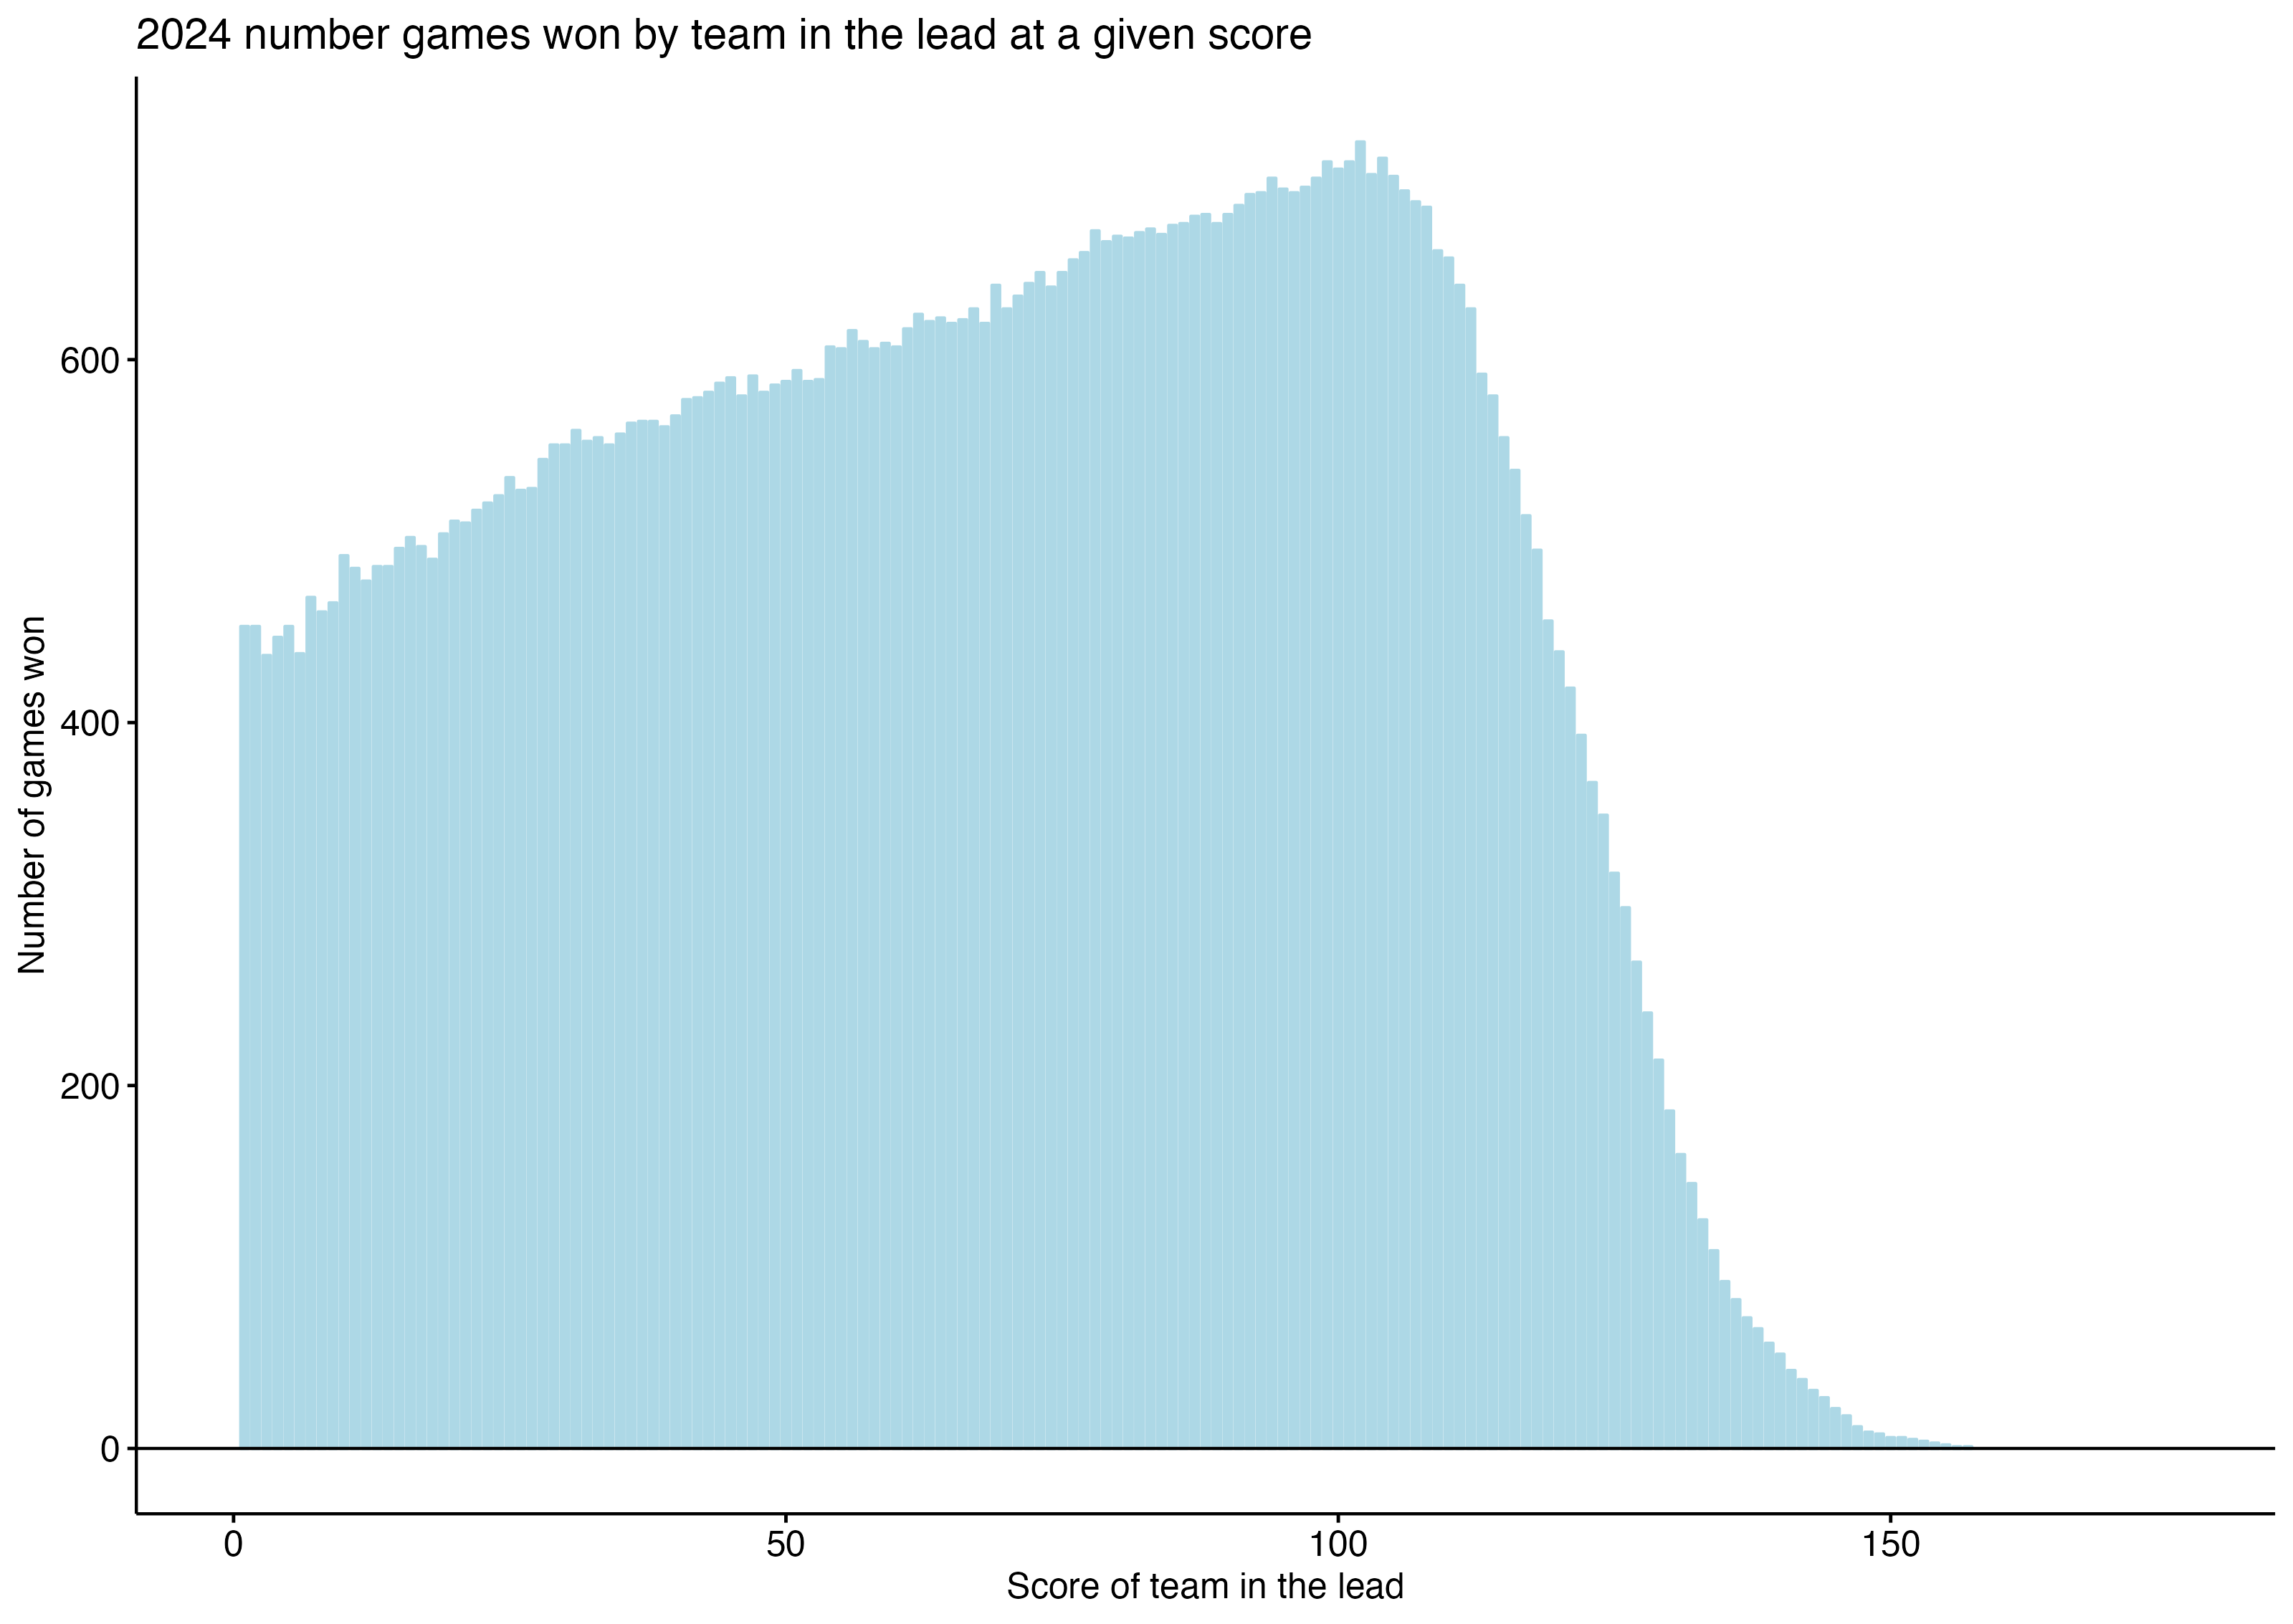 2024 number games won by team in the lead at a given score
Number of games won
600
400
200
0
0 50 100 150
Score of team in the lead